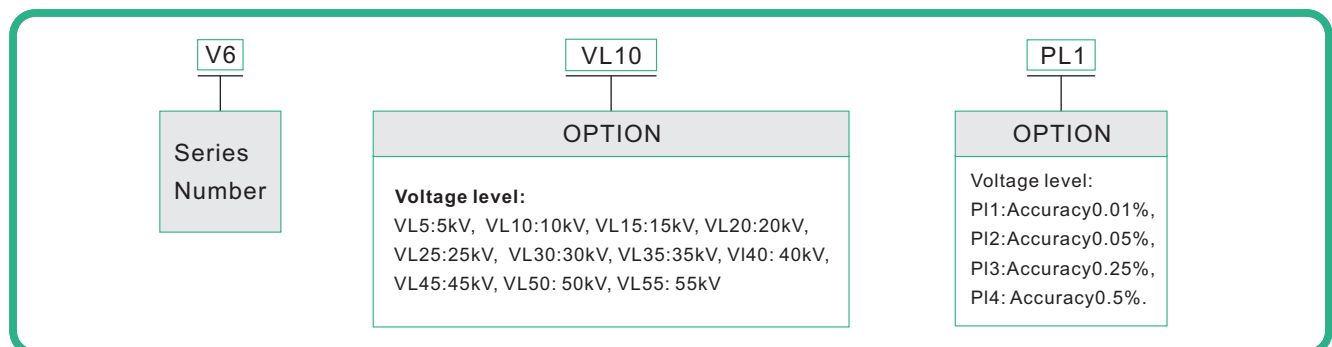 V6
VL10
PL1
Series
Number
OPTION
Voltage level:
VL5:5kV, VL10:10kV, VL15:15kV, VL20:20kV,
VL25:25kV, VL30:30kV, VL35:35kV, Vl40: 40kV,
VL45:45kV, VL50: 50kV, VL55: 55kV
OPTION
Voltage level:
Pl1:Accuracy0.01%,
Pl2:Accuracy0.05%,
Pl3:Accuracy0.25%,
Pl4: Accuracy0.5%.